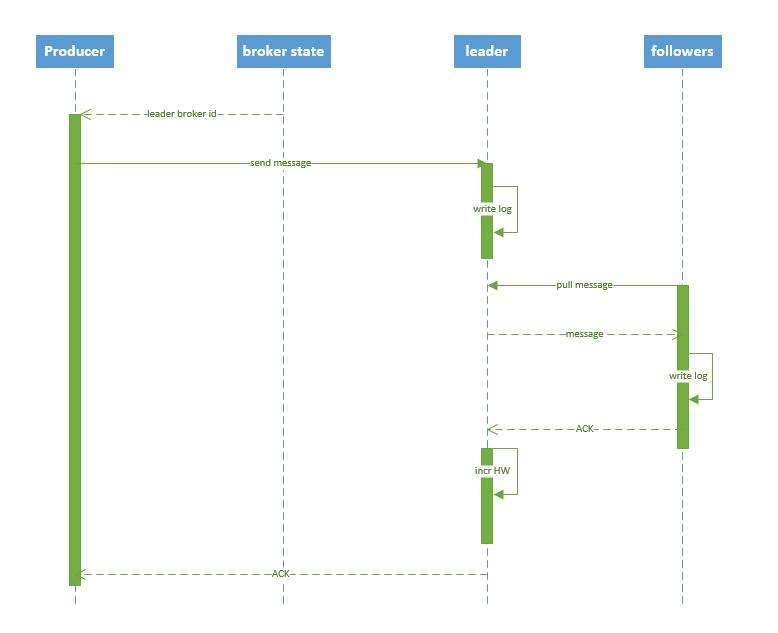 Producer
broker state
leader
followers
leader broker id
send message
write log
pull message
message
write log
ACK
incr HW
ACK